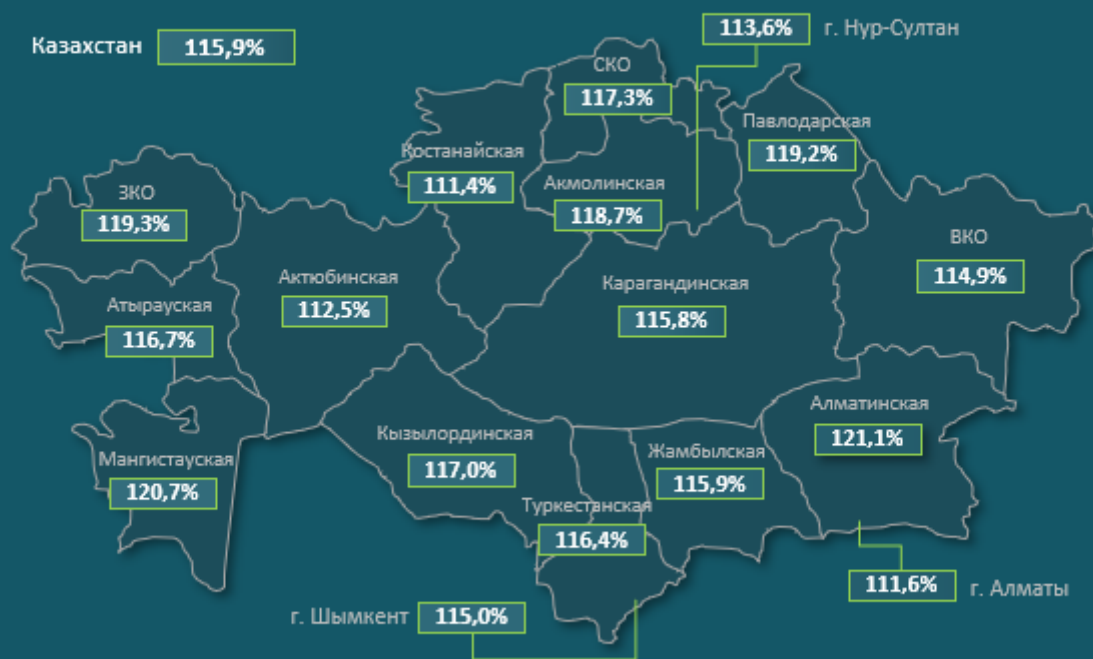 Казахстан 115,9%
113,6% г. Нур-Султан
СКО
117,3%
Павлодарская
119,2%
Костанайская
111,4%
Акмолинская
118,7%
ЗКО
119,3%
ВКО
114,9%
Актюбинская
112,5%
Карагандинская
115,8%
Атырауская
116,7%
Алматинская
121,1%
Кызылординская
117,0%
Жамбылская
115,9%
Мангистауская
120,7%
Туркестанская
116,4%
111,6% г. Алматы
г. Шымкент 115,0%